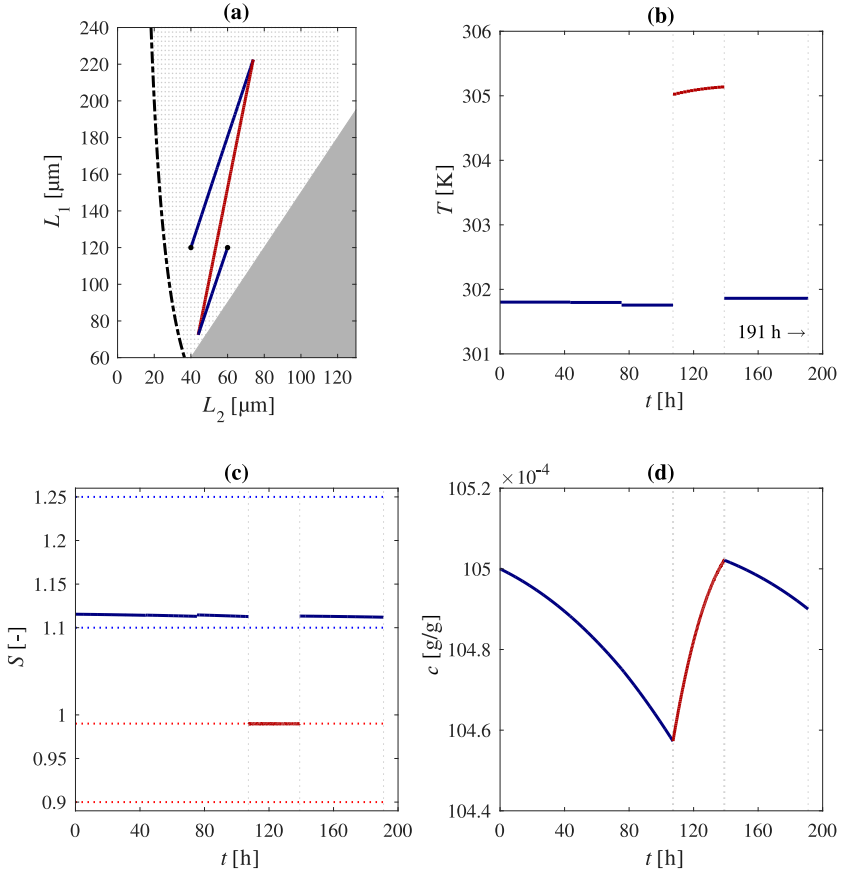 (a)
240
220
200
180
160
140
120
100
80
60
L₁ [μm]
0 20 40 60 80 100 120
L₂ [μm]
(b)
306
305
304
303
302
301
T [K]
191 h →
0 40 80 120 160 200
t [h]
(c)
1.25
1.2
1.15
1.1
1
0.95
0.9
S [-]
0 40 80 120 160 200
t [h]
(d)
× 10⁻⁴
105.2
105
104.8
104.6
104.4
c [g/g]
0 40 80 120 160 200
t [h]